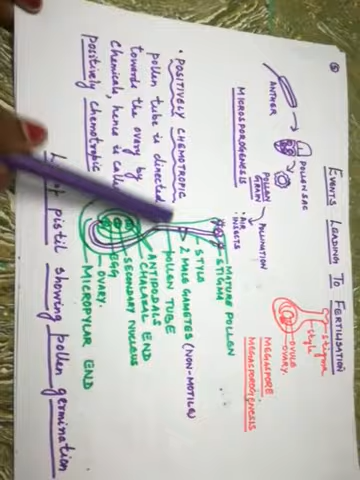 EVENTS LEADING TO FERTILISATION
ANTHER
POLLEN SAC
POLLEN
GRAIN
MICROSPOROGENESIS
POLLINATION
• AIR
• INSECTS
stigma
style
OVULE
OVARY.
MEGASPORE
MEGASPOROGENESIS
• POSITIVELY CHEMOTROPIC
pollen tube is directed
towards the ovary by
chemicals, hence is called
positively chemotropic
MATURE POLLEN
STIGMA
STYLE
2 MALE GAMETES (NON-MOTILE)
POLLEN TUBE
ANTIPODALS
CHALAZAL END
SECONDARY NUCLEUS
EGG
OVARY.
MICROPYLAR END
of pistil showing pollen germination